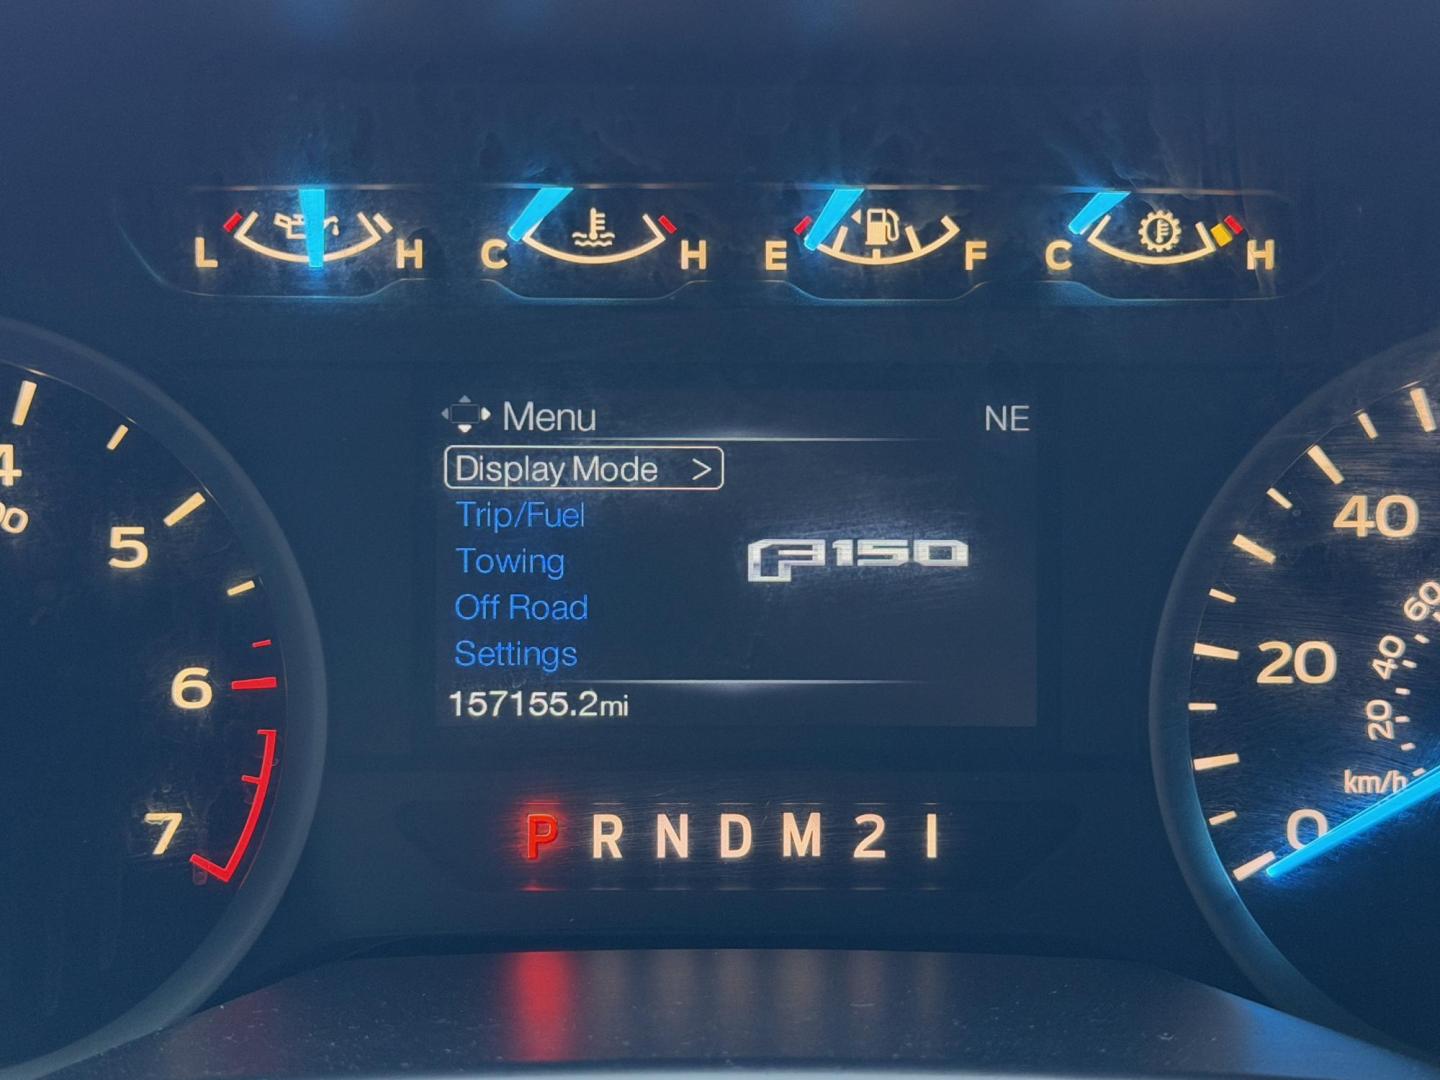 L H C H E F C H
Menu NE
Display Mode >
Trip/Fuel
Towing
Off Road
Settings
F150
157155.2mi
P R N D M 2 1
4
5
6
7
40
20
0
60
40
20
km/h